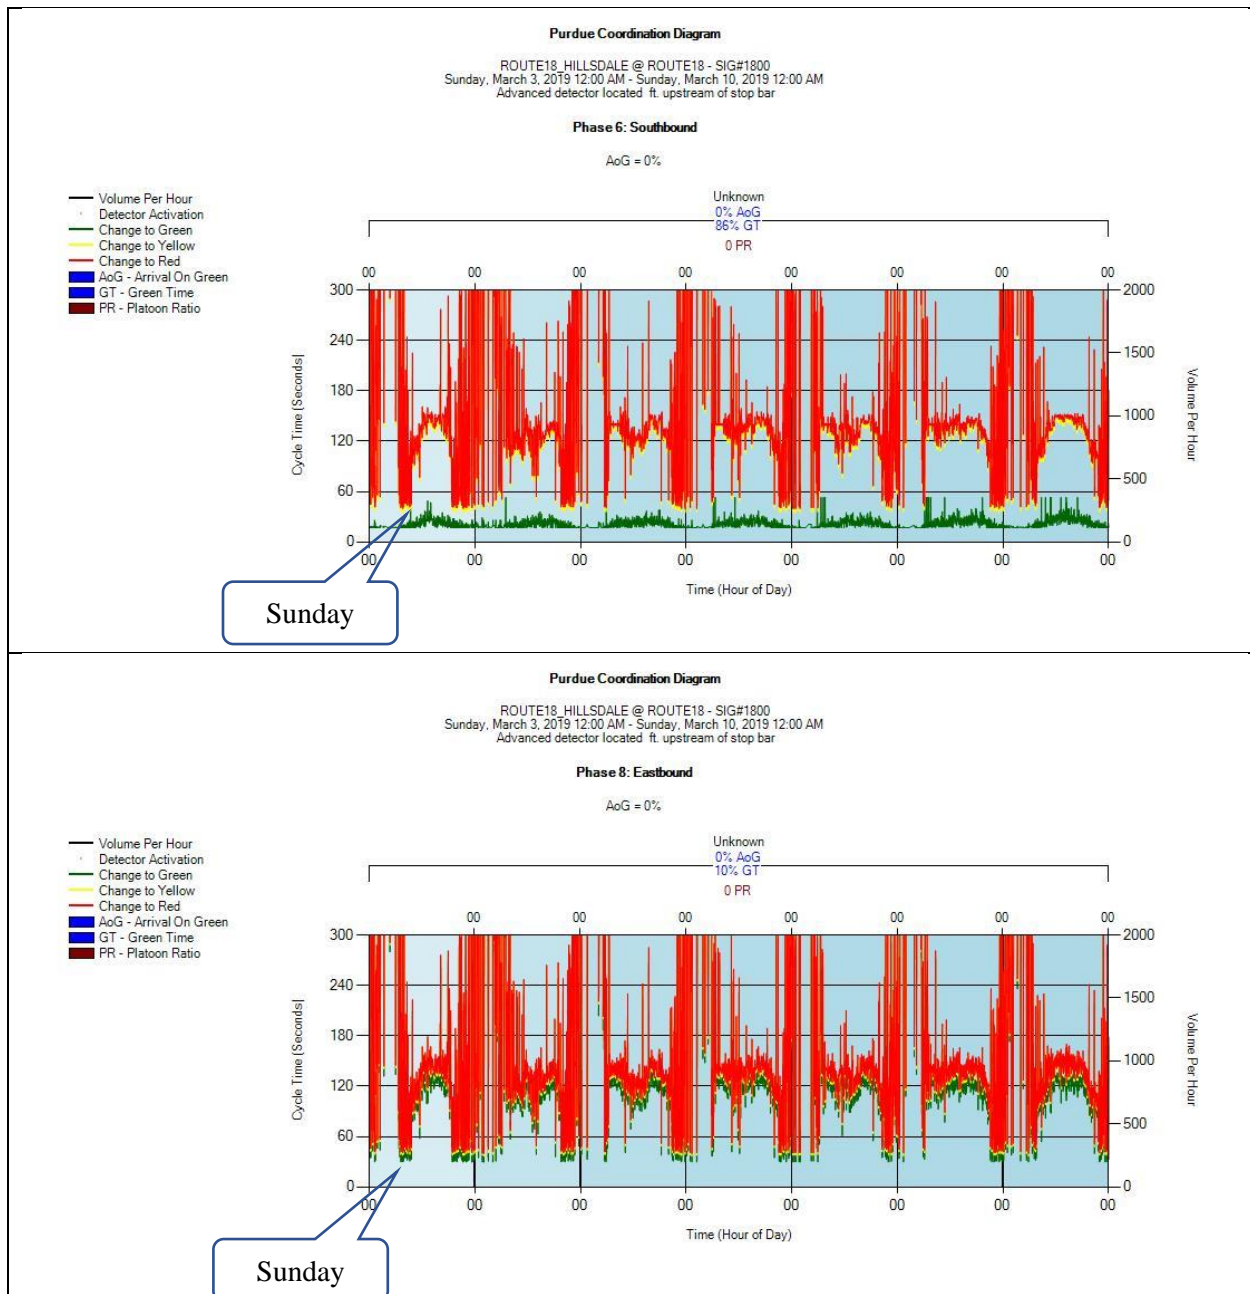 Purdue Coordination Diagram
ROUTE18_HILLSDALE @ ROUTE18 - SIG#1800
Sunday, March 3, 2019 12:00 AM - Sunday, March 10, 2019 12:00 AM
Advanced detector located  ft. upstream of stop bar
Phase 6: Southbound
AoG = 0%
Volume Per Hour
Detector Activation
Change to Green
Change to Yellow
Change to Red
AoG - Arrival On Green
GT - Green Time
PR - Platoon Ratio
Unknown
0% AoG
86% GT
0 PR
00 00 00 00 00 00 00 00
300 2000
240
1500
180
1000
120
60 500
0 0
Cycle Time (Seconds)
Volume Per Hour
00 00 00 00 00 00 00 00
Time (Hour of Day)
Sunday
Purdue Coordination Diagram
ROUTE18_HILLSDALE @ ROUTE18 - SIG#1800
Sunday, March 3, 2019 12:00 AM - Sunday, March 10, 2019 12:00 AM
Advanced detector located  ft. upstream of stop bar
Phase 8: Eastbound
AoG = 0%
Volume Per Hour
Detector Activation
Change to Green
Change to Yellow
Change to Red
AoG - Arrival On Green
GT - Green Time
PR - Platoon Ratio
Unknown
0% AoG
10% GT
0 PR
00 00 00 00 00 00 00
300 2000
240
1500
180
1000
120
60 500
0 0
Cycle Time (Seconds)
Volume Per Hour
00 00 00 00 00 00 00 00
Time (Hour of Day)
Sunday